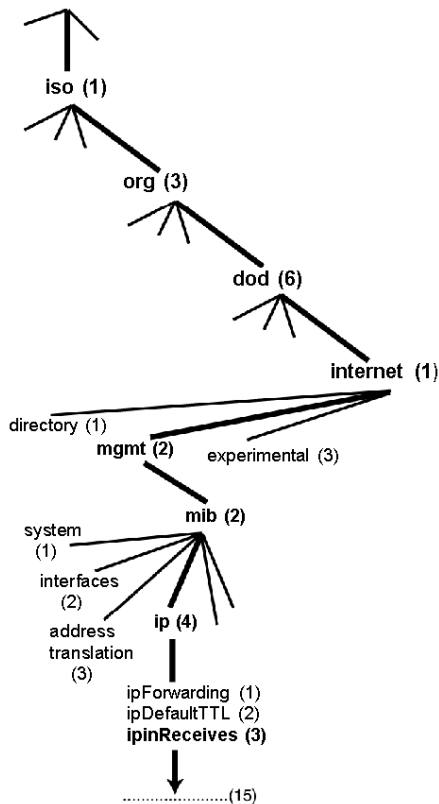 iso (1)
org (3)
dod (6)
internet (1)
directory (1)
mgmt (2)
experimental (3)
mib (2)
system
(1)
interfaces
(2)
ip (4)
address
translation
(3)
ipForwarding (1)
ipDefaultTTL (2)
ipinReceives (3)
(15)